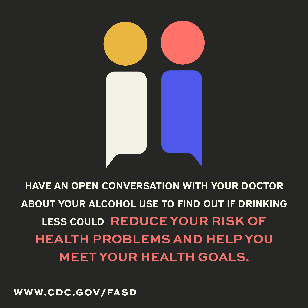 HAVE AN OPEN CONVERSATION WITH YOUR DOCTOR
ABOUT YOUR ALCOHOL USE TO FIND OUT IF DRINKING
LESS COULD REDUCE YOUR RISK OF
HEALTH PROBLEMS AND HELP YOU
MEET YOUR HEALTH GOALS.
WWW.CDC.GOV/FASD